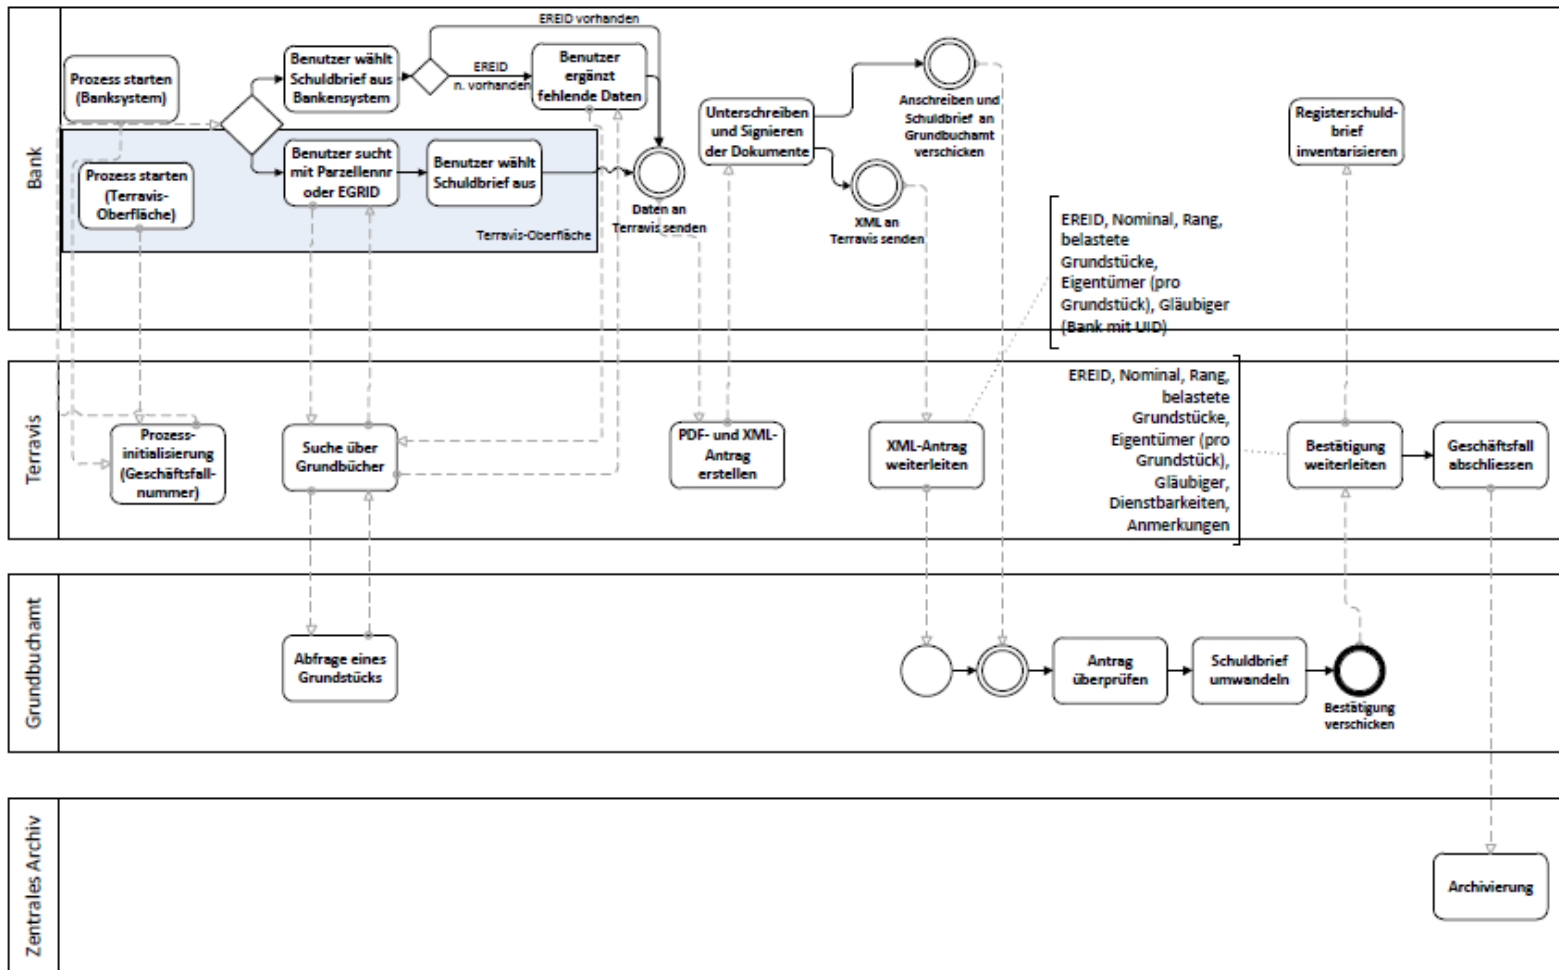 Bank
EREID vorhanden
Prozess starten
(Banksystem)
Benutzer wählt
Schuldbrief aus
Bankensystem
EREID
n. vorhanden
Benutzer
ergänzt
fehlende Daten
Prozess starten
(Terravis-
Oberfläche)
Benutzer sucht
mit Parzellennr
oder EGRID
Benutzer wählt
Schuldbrief aus
Terravis-Oberfläche
Daten an
Terravis senden
Unterschreiben
und Signieren
der Dokumente
Anschreiben und
Schuldbrief an
Grundbuchamt
verschicken
XML an
Terravis senden
Registerschuld-
brief
inventarisieren
EREID, Nominal, Rang,
belastete
Grundstücke,
Eigentümer (pro
Grundstück), Gläubiger
(Bank mit UID)
Terravis
Prozess-
initialisierung
(Geschäftsfall-
nummer)
Suche über
Grundbücher
PDF- und XML-
Antrag
erstellen
XML-Antrag
weiterleiten
EREID, Nominal, Rang,
belastete
Grundstücke,
Eigentümer (pro
Grundstück),
Gläubiger,
Dienstbarkeiten,
Anmerkungen
Bestätigung
weiterleiten
Geschäftsfall
abschliessen
Grundbuchamt
Abfrage eines
Grundstücks
Antrag
überprüfen
Schuldbrief
umwandeln
Bestätigung
verschicken
Zentrales Archiv
Archivierung